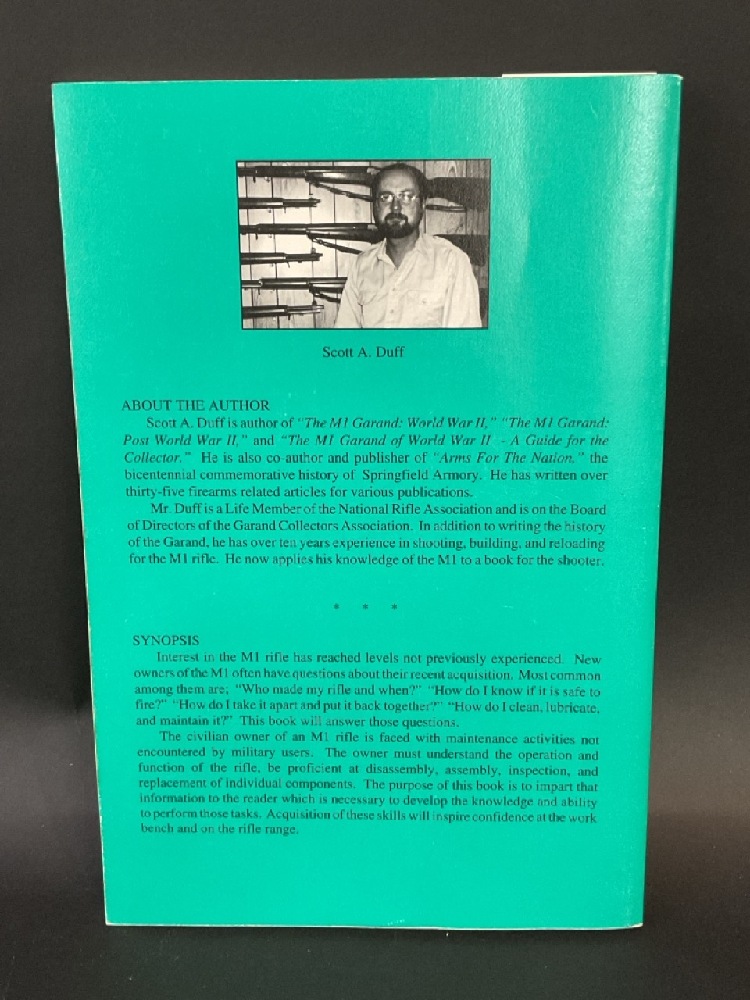 Scott A. Duff
ABOUT THE AUTHOR
Scott A. Duff is author of "The M1 Garand: World War II," "The M1 Garand:
Post World War II," and "The M1 Garand of World War II - A Guide for the
Collector." He is also co-author and publisher of "Arms For The Nation," the
bicentennial commemorative history of Springfield Armory. He has written over
thirty-five firearms related articles for various publications.
Mr. Duff is a Life Member of the National Rifle Association and is on the Board
of Directors of the Garand Collectors Association. In addition to writing the history
of the Garand, he has over ten years experience in shooting, building, and reloading
for the M1 rifle. He now applies his knowledge of the M1 to a book for the shooter.
* * *
SYNOPSIS
Interest in the M1 rifle has reached levels not previously experienced. New
owners of the M1 often have questions about their recent acquisition. Most common
among them are; "Who made my rifle and when?" "How do I know if it is safe to
fire?" "How do I take it apart and put it back together?" "How do I clean, lubricate,
and maintain it?" This book will answer those questions.
The civilian owner of an M1 rifle is faced with maintenance activities not
encountered by military users. The owner must understand the operation and
function of the rifle, be proficient at disassembly, assembly, inspection, and
replacement of individual components. The purpose of this book is to impart that
information to the reader which is necessary to develop the knowledge and ability
to perform those tasks. Acquisition of these skills will inspire confidence at the work
bench and on the rifle range.